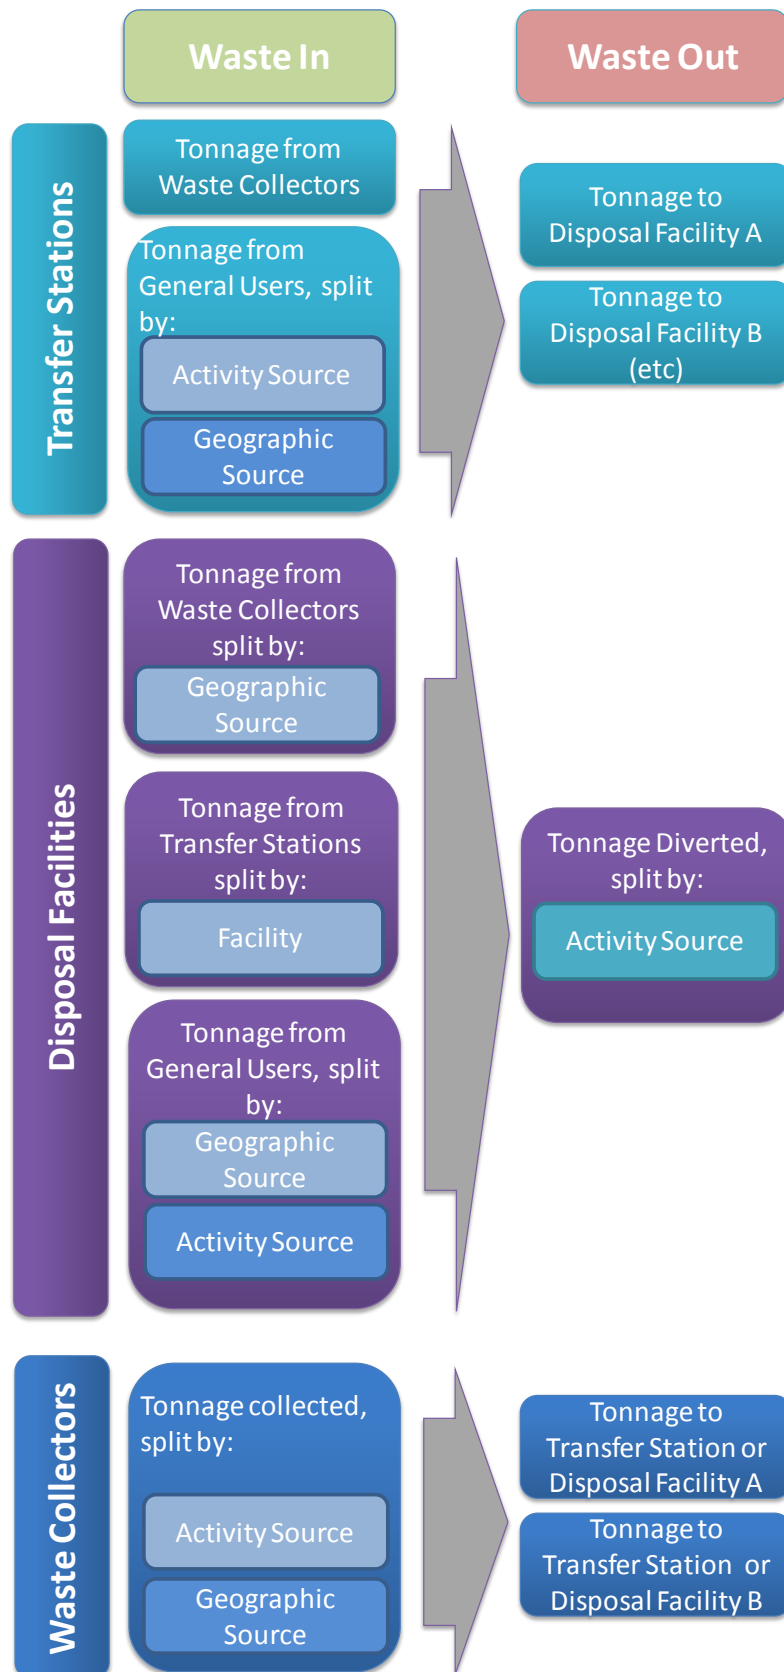 Waste In
Waste Out
Transfer Stations
Tonnage from
Waste Collectors
Tonnage from
General Users, split
by:
Activity Source
Geographic
Source
Tonnage to
Disposal Facility A
Tonnage to
Disposal Facility B
(etc)
Disposal Facilities
Tonnage from
Waste Collectors
split by:
Geographic
Source
Tonnage from
Transfer Stations
split by:
Facility
Tonnage from
General Users, split
by:
Geographic
Source
Activity Source
Tonnage Diverted,
split by:
Activity Source
Waste Collectors
Tonnage collected,
split by:
Activity Source
Geographic
Source
Tonnage to
Transfer Station or
Disposal Facility A
Tonnage to
Transfer Station or
Disposal Facility B